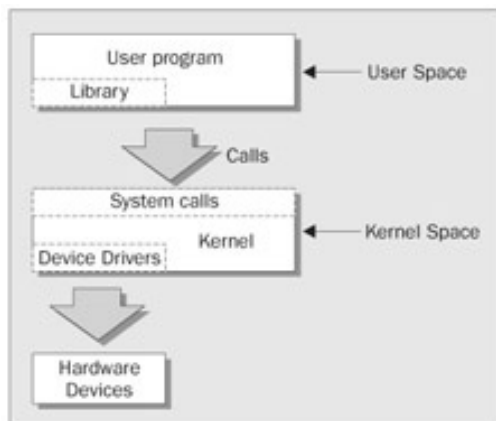 User program
Library
User Space
Calls
System calls
Kernel
Kernel Space
Device Drivers
Hardware
Devices